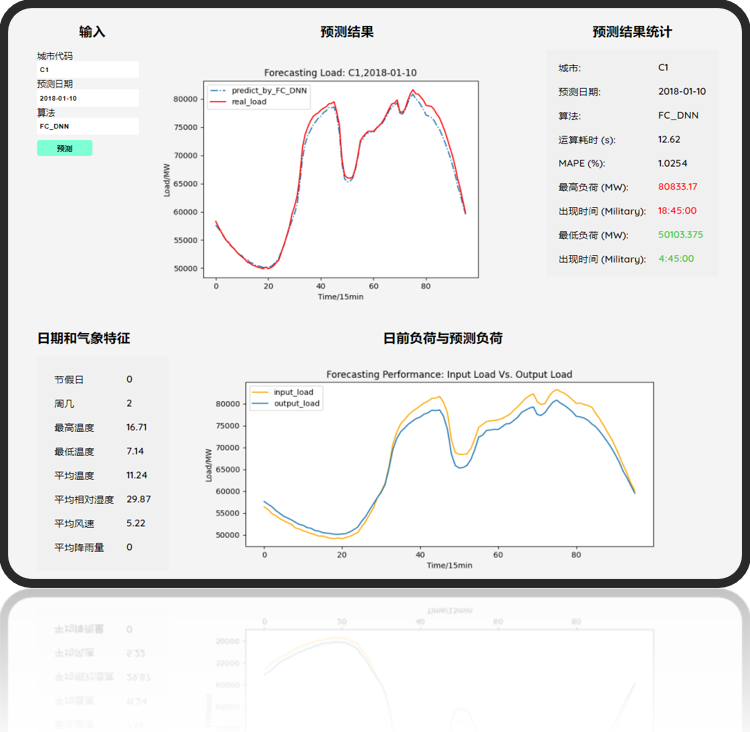 输入
城市代码
C1
预测日期
2018-01-10
算法
FC_DNN
预测
预测结果
Forecasting Load: C1,2018-01-10
predict_by_FC_DNN
real_load
Load/MW
80000
75000
70000
65000
60000
55000
50000
0 20 40 60 80
Time/15min
预测结果统计
城市: C1
预测日期: 2018-01-10
算法: FC_DNN
运算耗时 (s): 12.62
MAPE (%): 1.0254
最高负荷 (MW): 80833.17
出现时间 (Military): 18:45:00
最低负荷 (MW): 50103.375
出现时间 (Military): 4:45:00
日期和气象特征
节假日 0
周几 2
最高温度 16.71
最低温度 7.14
平均温度 11.24
平均相对湿度 29.87
平均风速 5.22
平均降雨量 0
日前负荷与预测负荷
Forecasting Performance: Input Load Vs. Output Load
input_load
output_load
Load/MW
80000
75000
70000
65000
60000
55000
50000
0 20 40 60 80
Time/15min